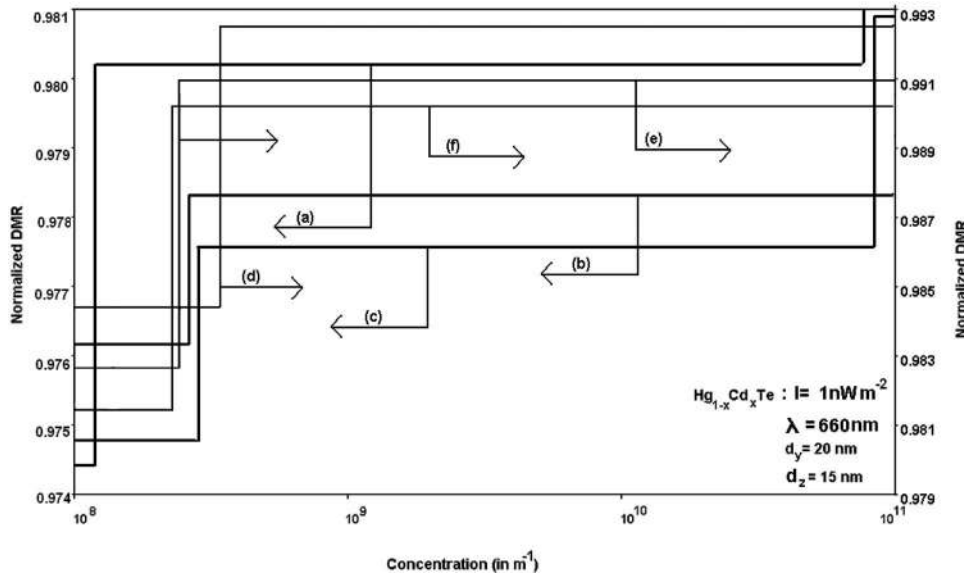 0.981
0.980
0.979
0.978
0.977
0.976
0.975
0.974
Normalized DMR
0.993
0.991
0.989
0.987
0.985
0.983
0.981
0.979
Normalized DMR
(a)
(b)
(c)
(d)
(e)
(f)
Hg1-xCdxTe : I= 1nWm-2
λ = 660nm
dy= 20 nm
dz = 15 nm
10^8
10^9
10^10
10^11
Concentration (in m-1)